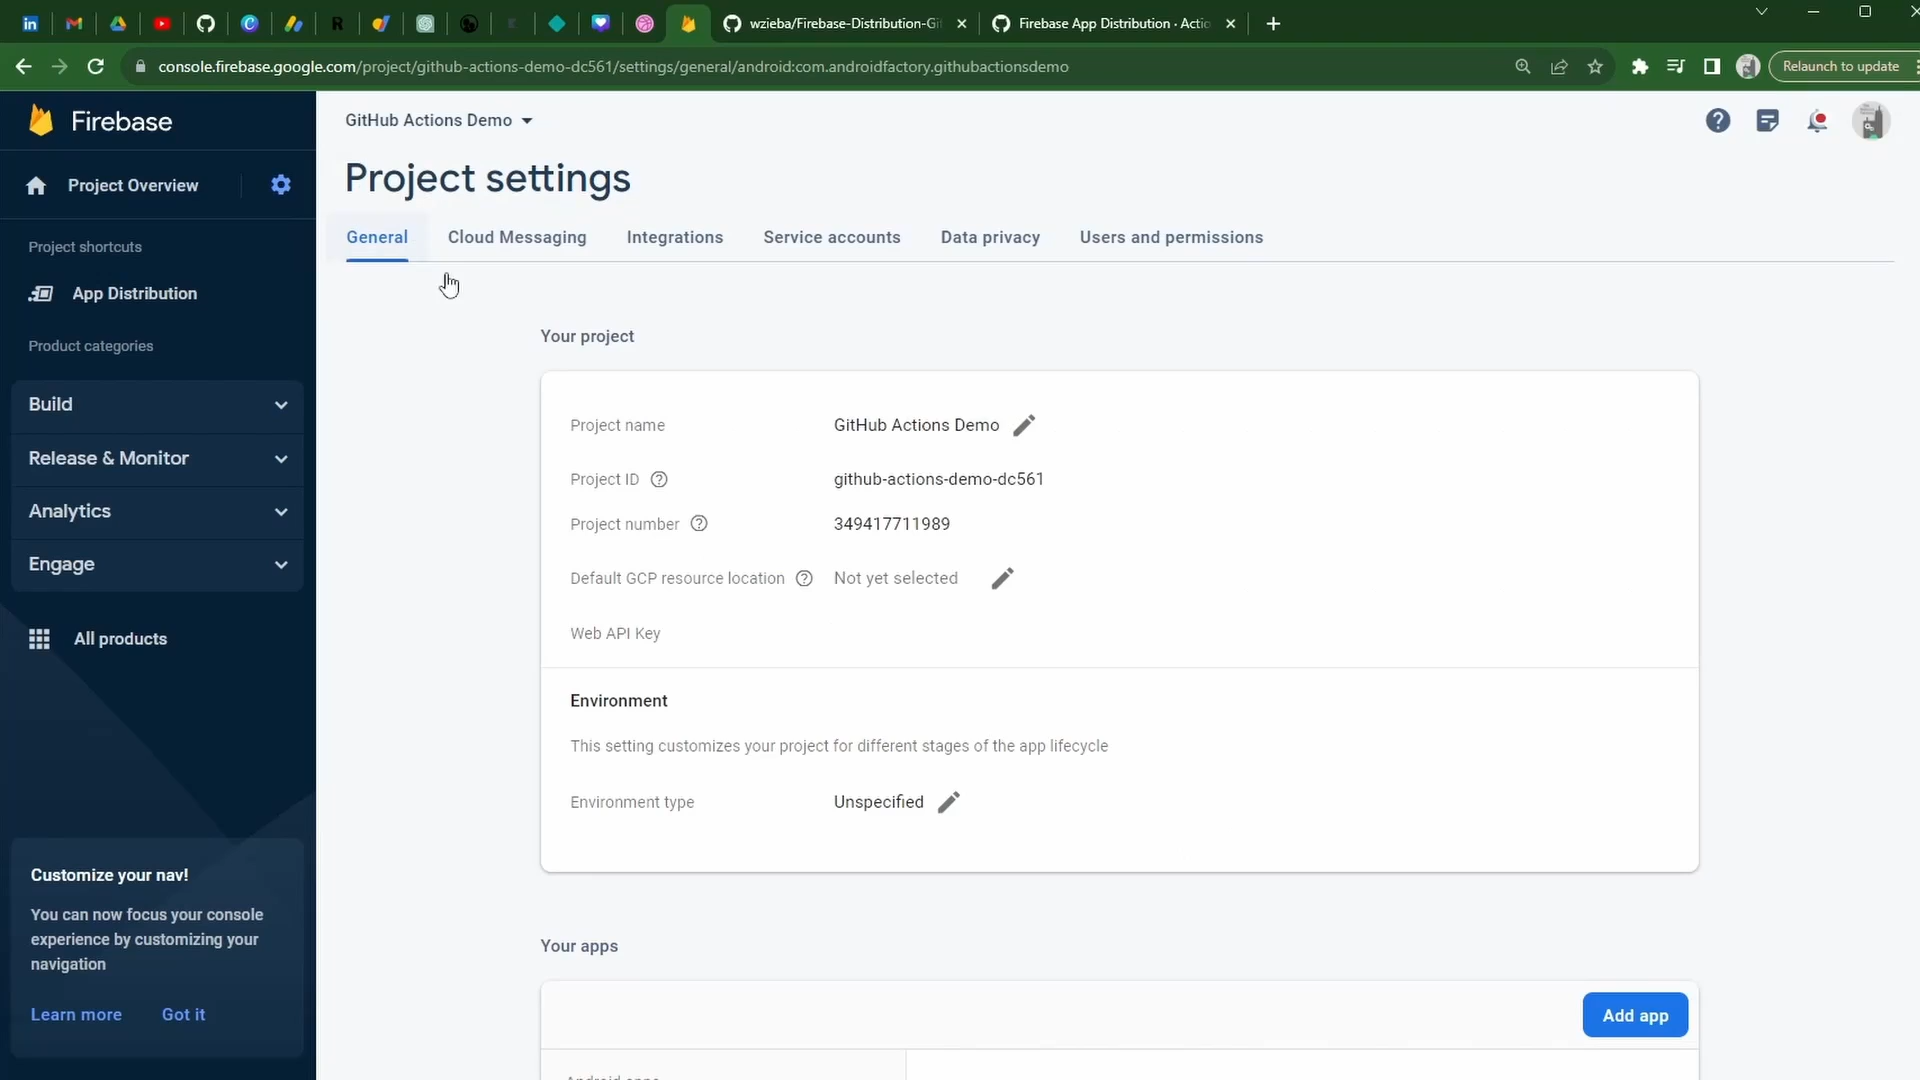 wzieba/Firebase-Distribution-Gi
Firebase App Distribution · Actio
console.firebase.google.com/project/github-actions-demo-dc561/settings/general/android:com.androidfactory.githubactionsdemo
Relaunch to update
Firebase
GitHub Actions Demo
Project settings
Project Overview
General
Cloud Messaging
Integrations
Service accounts
Data privacy
Users and permissions
Project shortcuts
App Distribution
Product categories
Build
Release & Monitor
Analytics
Engage
All products
Customize your nav!
You can now focus your console
experience by customizing your
navigation
Learn more
Got it
Your project
Project name
GitHub Actions Demo
Project ID
github-actions-demo-dc561
Project number
349417711989
Default GCP resource location
Not yet selected
Web API Key
Environment
This setting customizes your project for different stages of the app lifecycle
Environment type
Unspecified
Your apps
Add app